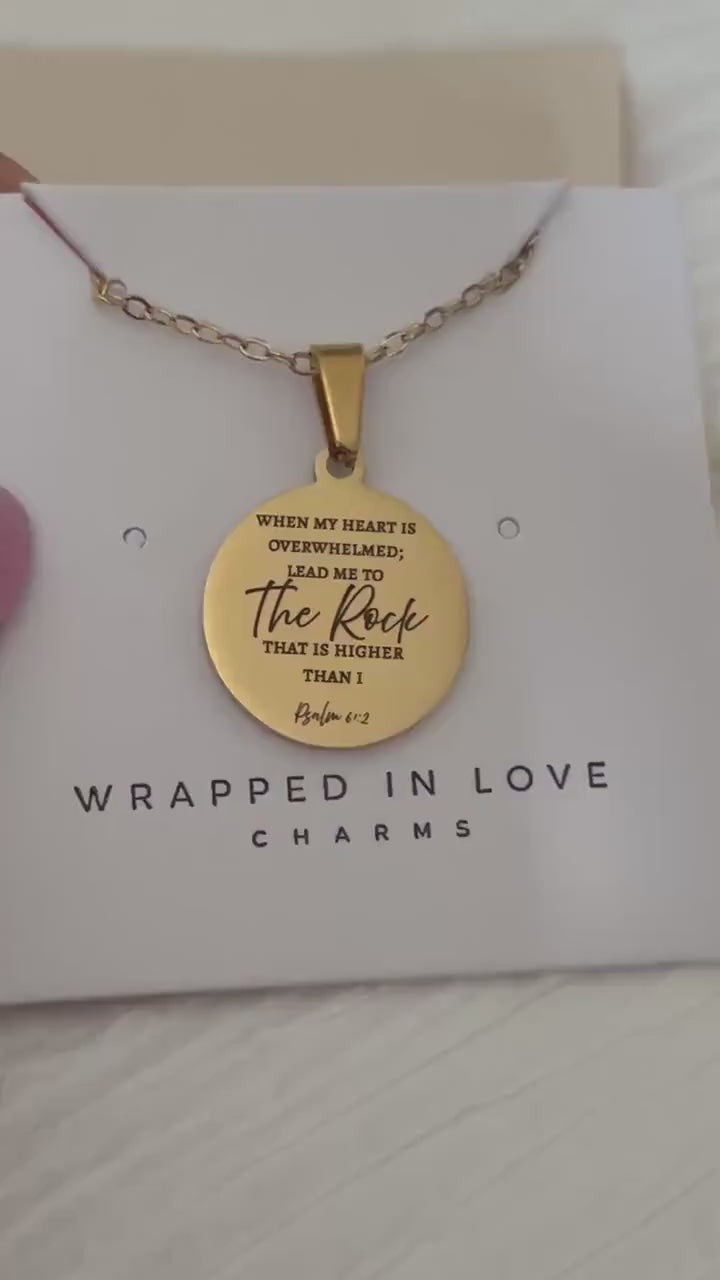 WHEN MY HEART IS
OVERWHELMED;
LEAD ME TO
The Rock
THAT IS HIGHER
THAN I
Psalm 61:2
WRAPPED IN LOVE
CHARMS